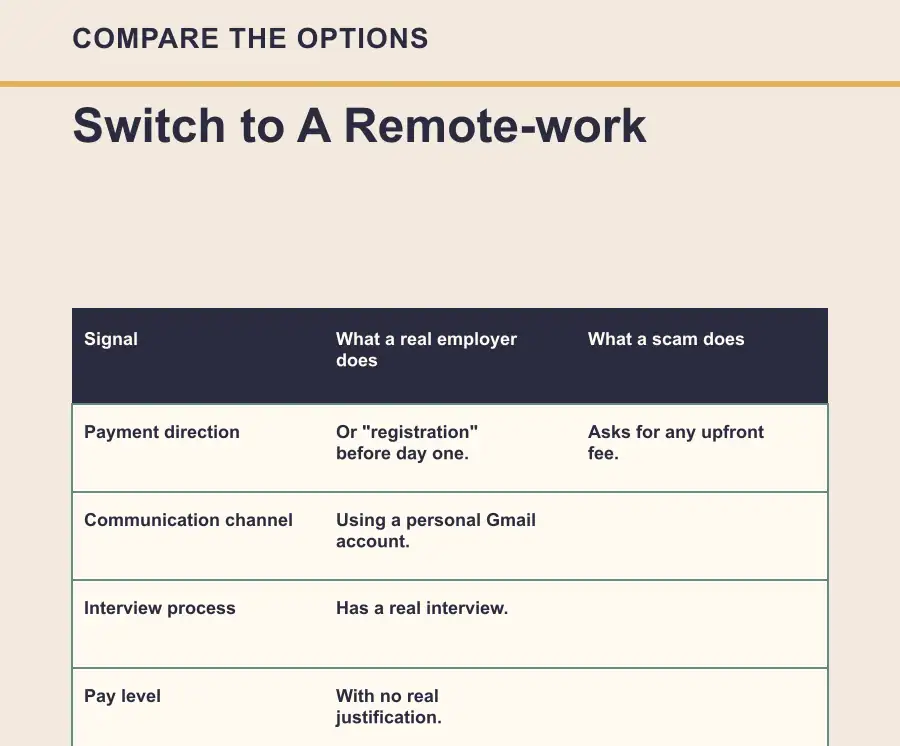 COMPARE THE OPTIONS
Switch to A Remote-work
Signal
What a real employer
does
What a scam does
Payment direction
Or "registration"
before day one.
Asks for any upfront
fee.
Communication channel
Using a personal Gmail
account.
Interview process
Has a real interview.
Pay level
With no real
justification.